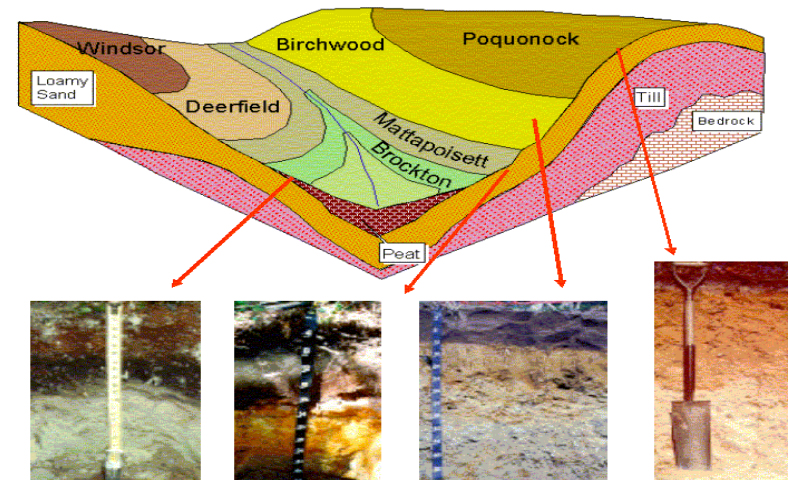 Windsor
Birchwood
Poquonock
Loamy
Sand
Deerfield
Till
Bedrock
Mattapoisett
Brockton
Peat